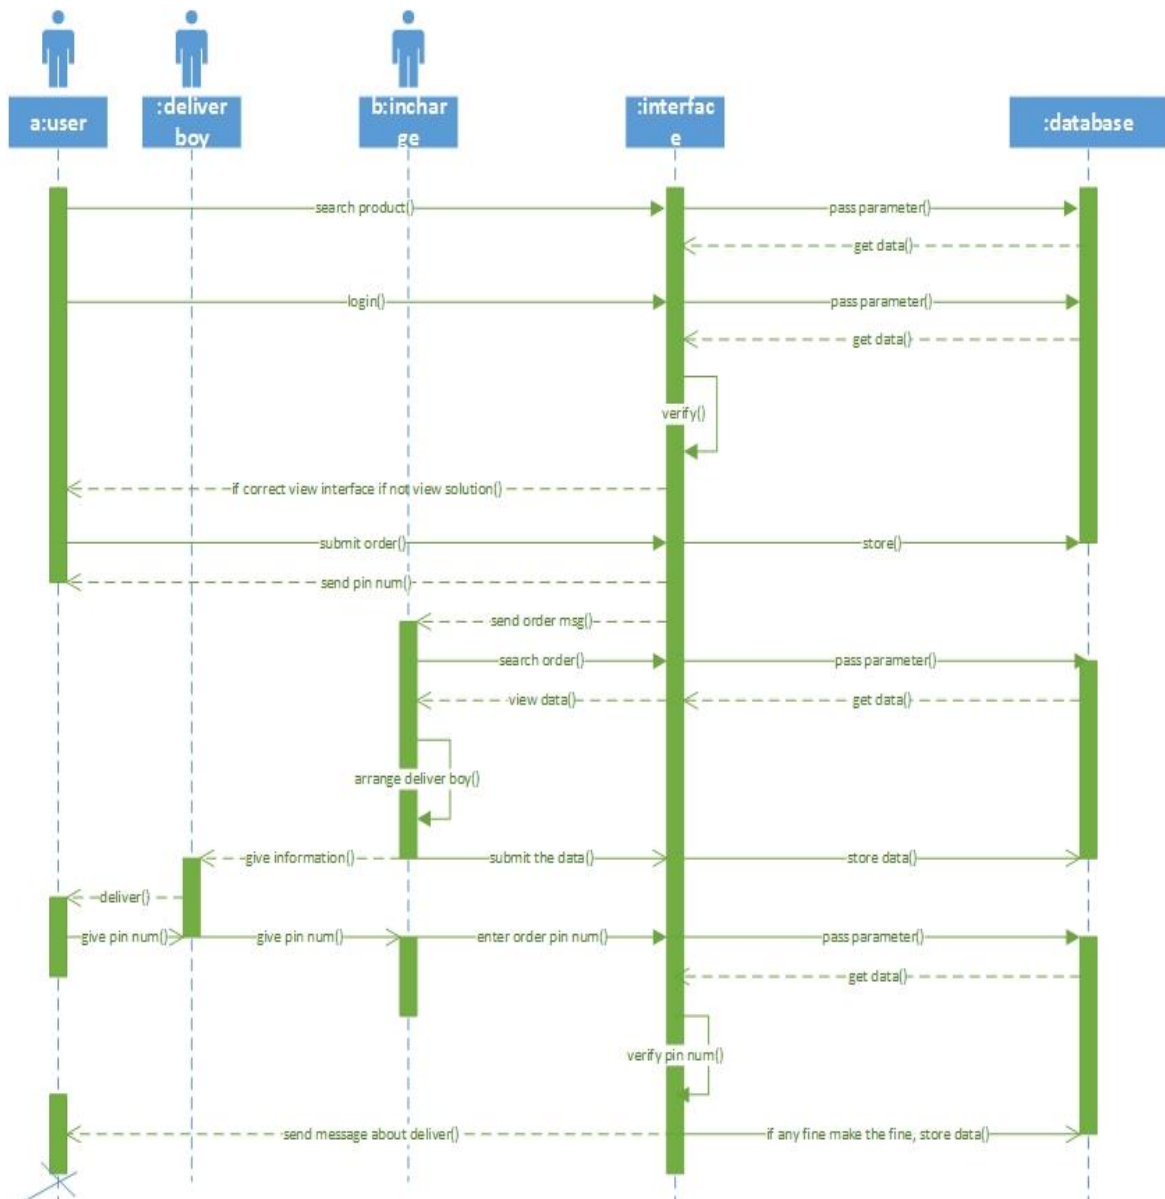 a:user
:deliver
boy
b:inchar
ge
:interfac
e
:database
search product()
pass parameter()
get data()
login()
pass parameter()
get data()
verify()
if correct view interface if not view solution()
submit order()
store()
send pin num()
send order msg()
search order()
pass parameter()
view data()
get data()
arrange deliver boy()
give information()
submit the data()
store data()
deliver()
give pin num()
give pin num()
enter order pin num()
pass parameter()
get data()
verify pin num()
send message about deliver()
if any fine make the fine, store data()